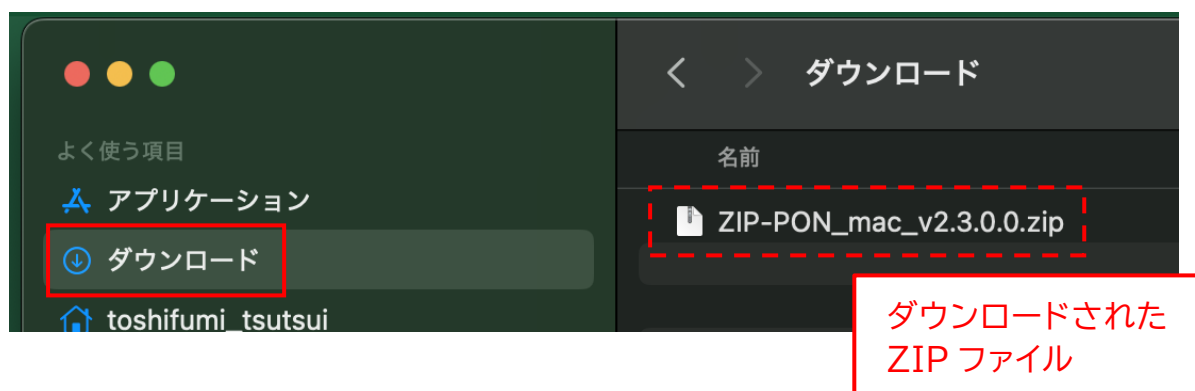 ダウンロード
よく使う項目
名前
アプリケーション
ZIP-PON_mac_v2.3.0.0.zip
ダウンロード
toshifumi_tsutsui
ダウンロードされた
ZIP ファイル